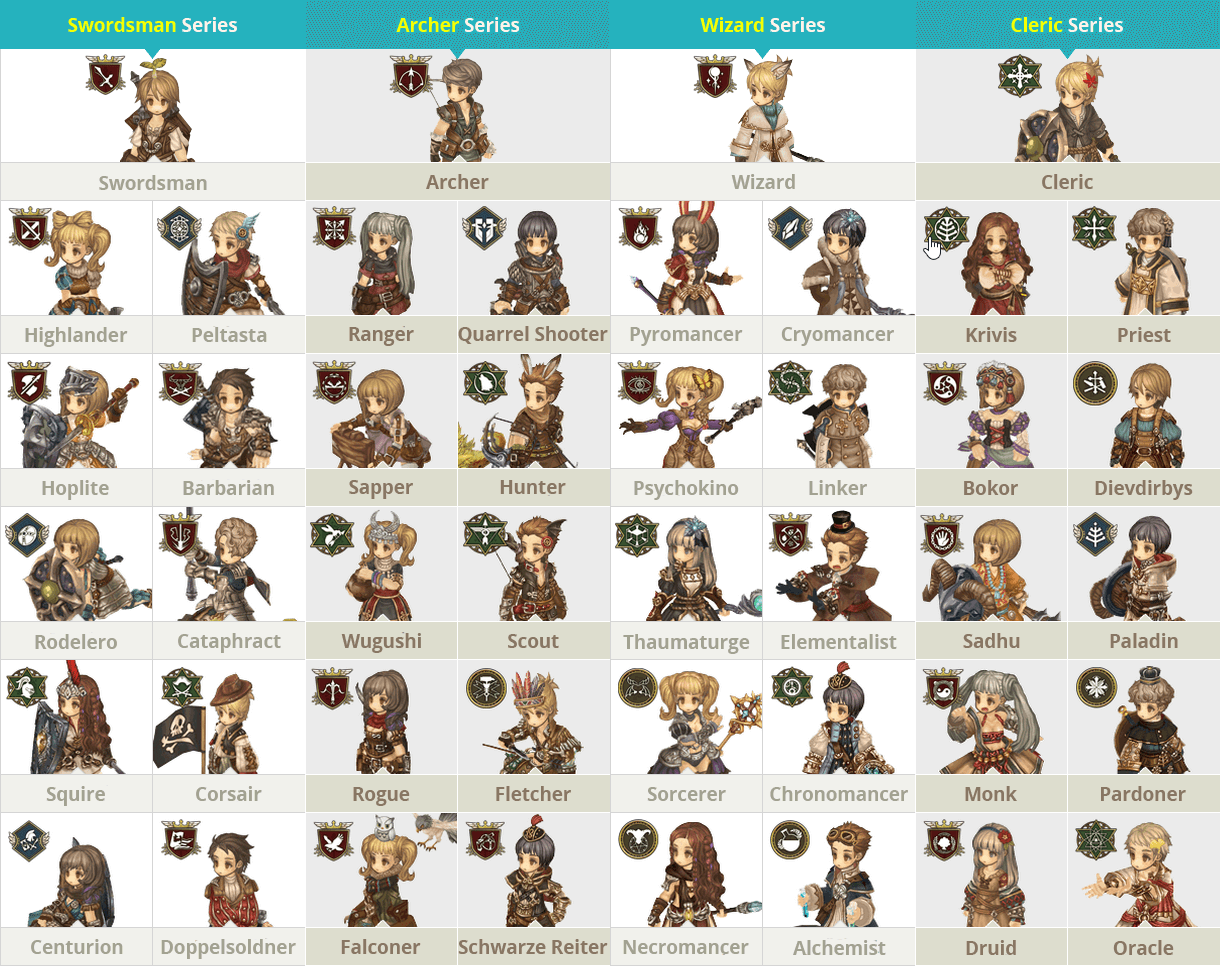 Swordsman Series
Archer Series
Wizard Series
Cleric Series
Swordsman
Archer
Wizard
Cleric
Highlander
Peltasta
Ranger
Quarrel Shooter
Pyromancer
Cryomancer
Krivis
Priest
Hoplite
Barbarian
Sapper
Hunter
Psychokino
Linker
Bokor
Dievdirbys
Rodelero
Cataphract
Wugushi
Scout
Thaumaturge
Elementalist
Sadhu
Paladin
Squire
Corsair
Rogue
Fletcher
Sorcerer
Chronomancer
Monk
Pardoner
Centurion
Doppelsoldner
Falconer
Schwarze Reiter
Necromancer
Alchemist
Druid
Oracle